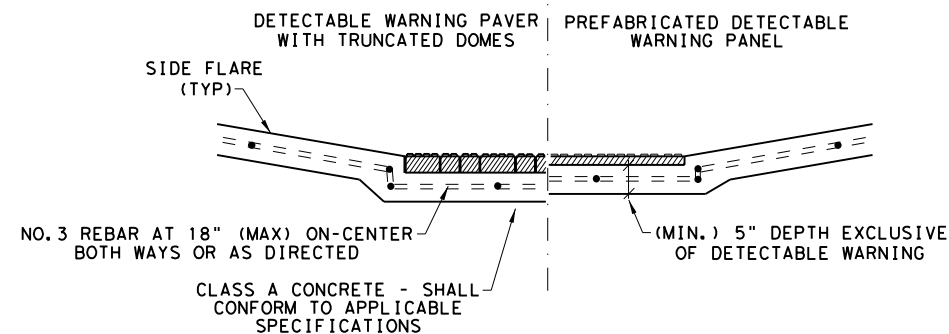 DETECTABLE WARNING PAVER
WITH TRUNCATED DOMES
PREFABRICATED DETECTABLE
WARNING PANEL
SIDE FLARE
(TYP)
NO.3 REBAR AT 18" (MAX) ON-CENTER
BOTH WAYS OR AS DIRECTED
(MIN.) 5" DEPTH EXCLUSIVE
OF DETECTABLE WARNING
CLASS A CONCRETE - SHALL
CONFORM TO APPLICABLE
SPECIFICATIONS